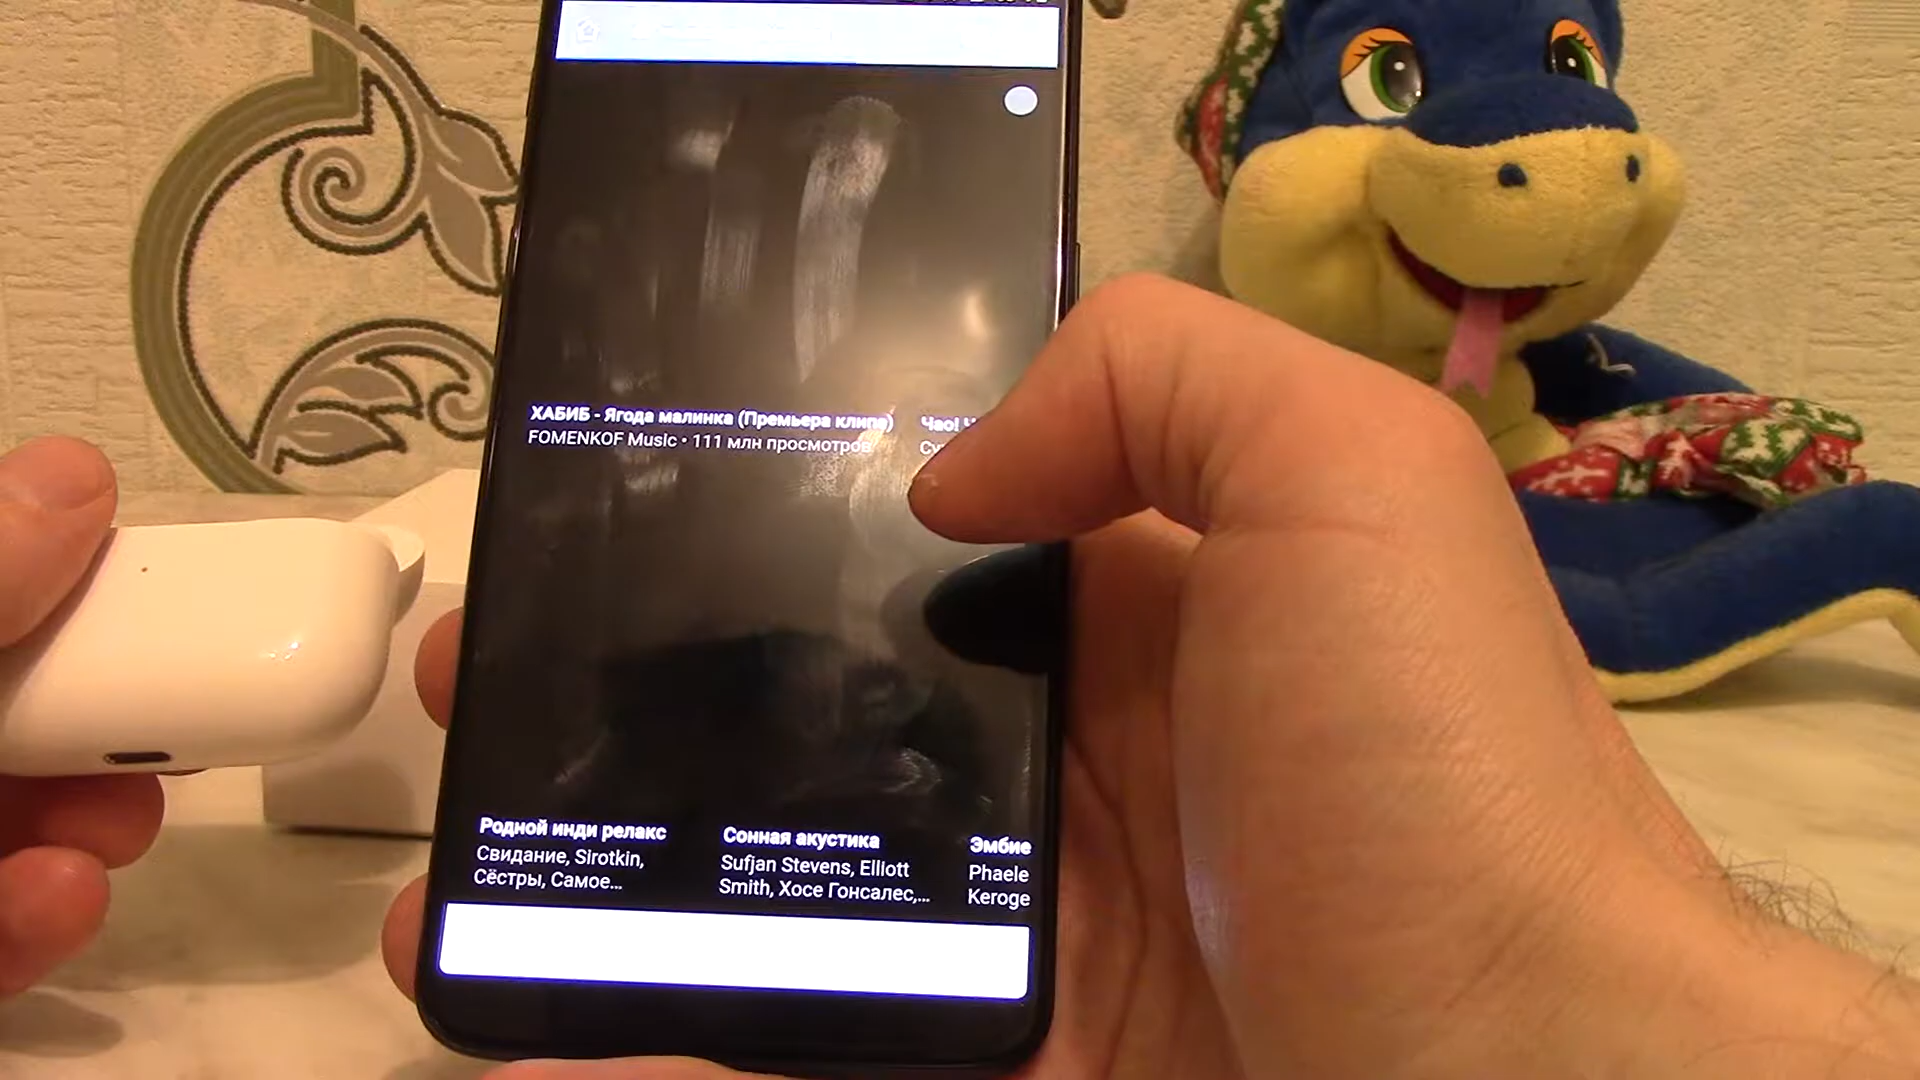 ХАБИБ - Ягода малинка (Премьера клипа)
FOMENKOF Music • 111 млн просмотров
Чао!
Родной инди релакс
Свидание, Sirotkin,
Сёстры, Самое...
Сонная акустика
Sufjan Stevens, Elliott
Smith, Хосе Гонсалес,...
Эмбие
Phaele
Keroge